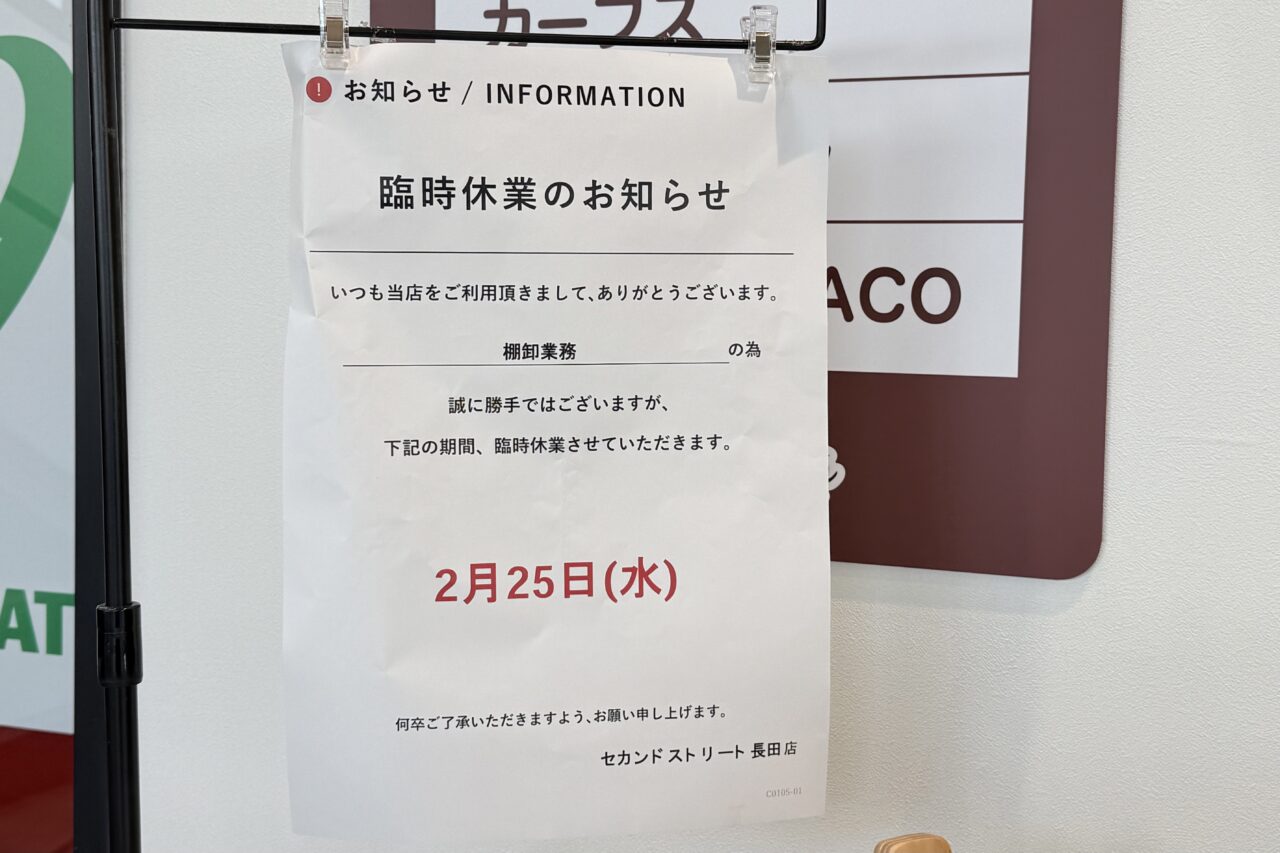 カーブス
! お知らせ / INFORMATION
臨時休業のお知らせ
いつも当店をご利用頂きまして、ありがとうございます。
棚卸業務 の為
誠に勝手ではございますが、
下記の期間、臨時休業させていただきます。
2月25日(水)
何卒ご了承いただきますよう、お願い申し上げます。
セカンドストリート 長田店
C0105-01
ACO
AT